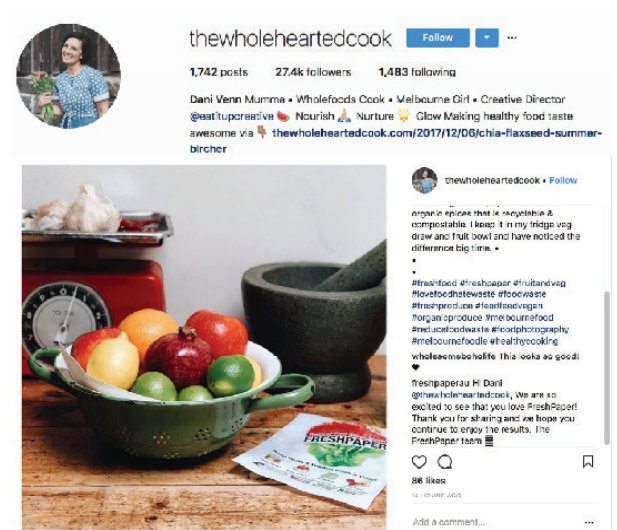 thewholeheartedcook Follow
1,742 posts 27.4k followers 1,483 following
Dani Venn Mumma • Wholefoods Cook • Melbourne Girl • Creative Director
@eatitupcreative 🍉 Nourish 🙏🏼 Nurture 🌟 Glow Making healthy food taste
awesome via 👇🏽 thewholeheartedcook.com/2017/12/06/chia-flaxseed-summer-
bircher
thewholeheartedcook • Follow
organic spices that is recyclable &
compostable. I keep it in my fridge veg
draw and fruit bowl and have noticed the
difference big time. •
•
•
#freshfood #freshpaper #fruitandveg
#lovefoodhatewaste #foodwaste
#freshproduce #feedfeedvegan
#organicproduce #melbournefood
#reducefoodwaste #foodphotography
#melbournefoodie #healthycooking
wholesomeboholife This looks so good!
♥
freshpaperau Hi Dani
@thewholeheartedcook, We are so
excited to see that you love FreshPaper!
Thank you for sharing and we hope you
continue to enjoy the results. The
FreshPaper team
86 likes
14 HOURS AGO
Add a comment...
FRESHPAPER